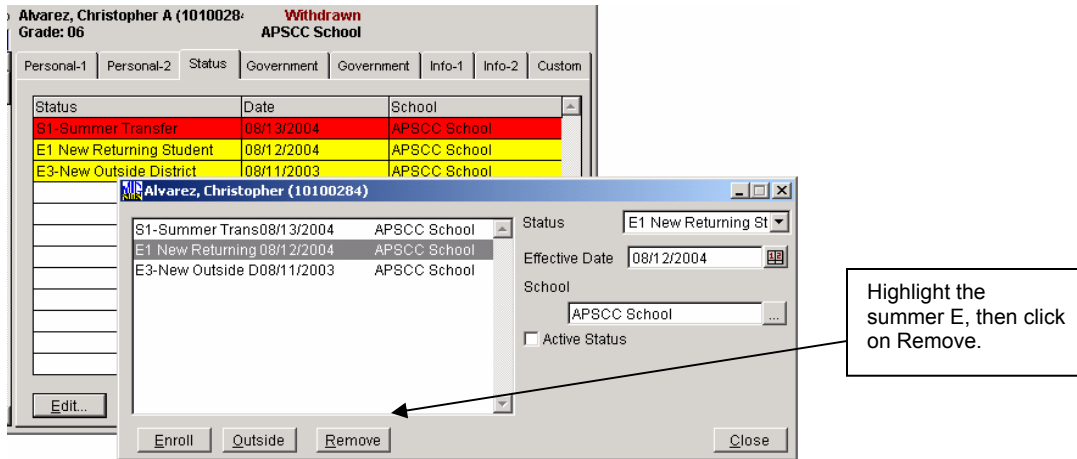 Alvarez, Christopher A (1010028 Withdrawn
Grade: 06 APSCC School
Personal-1 Personal-2 Status Government Government Info-1 Info-2 Custom
Status Date School
S1-Summer Transfer 08/13/2004 APSCC School
E1 New Returning Student 08/12/2004 APSCC School
E3-New Outside District 08/11/2003 APSCC School
Alvarez, Christopher (10100284)
S1-Summer Trans08/13/2004 APSCC School
E1 New Returning 08/12/2004 APSCC School
E3-New Outside D08/11/2003 APSCC School
Status E1 New Returning St
Effective Date 08/12/2004
School
APSCC School ...
Active Status
Edit...
Enroll Outside Remove Close
Highlight the
summer E, then click
on Remove.